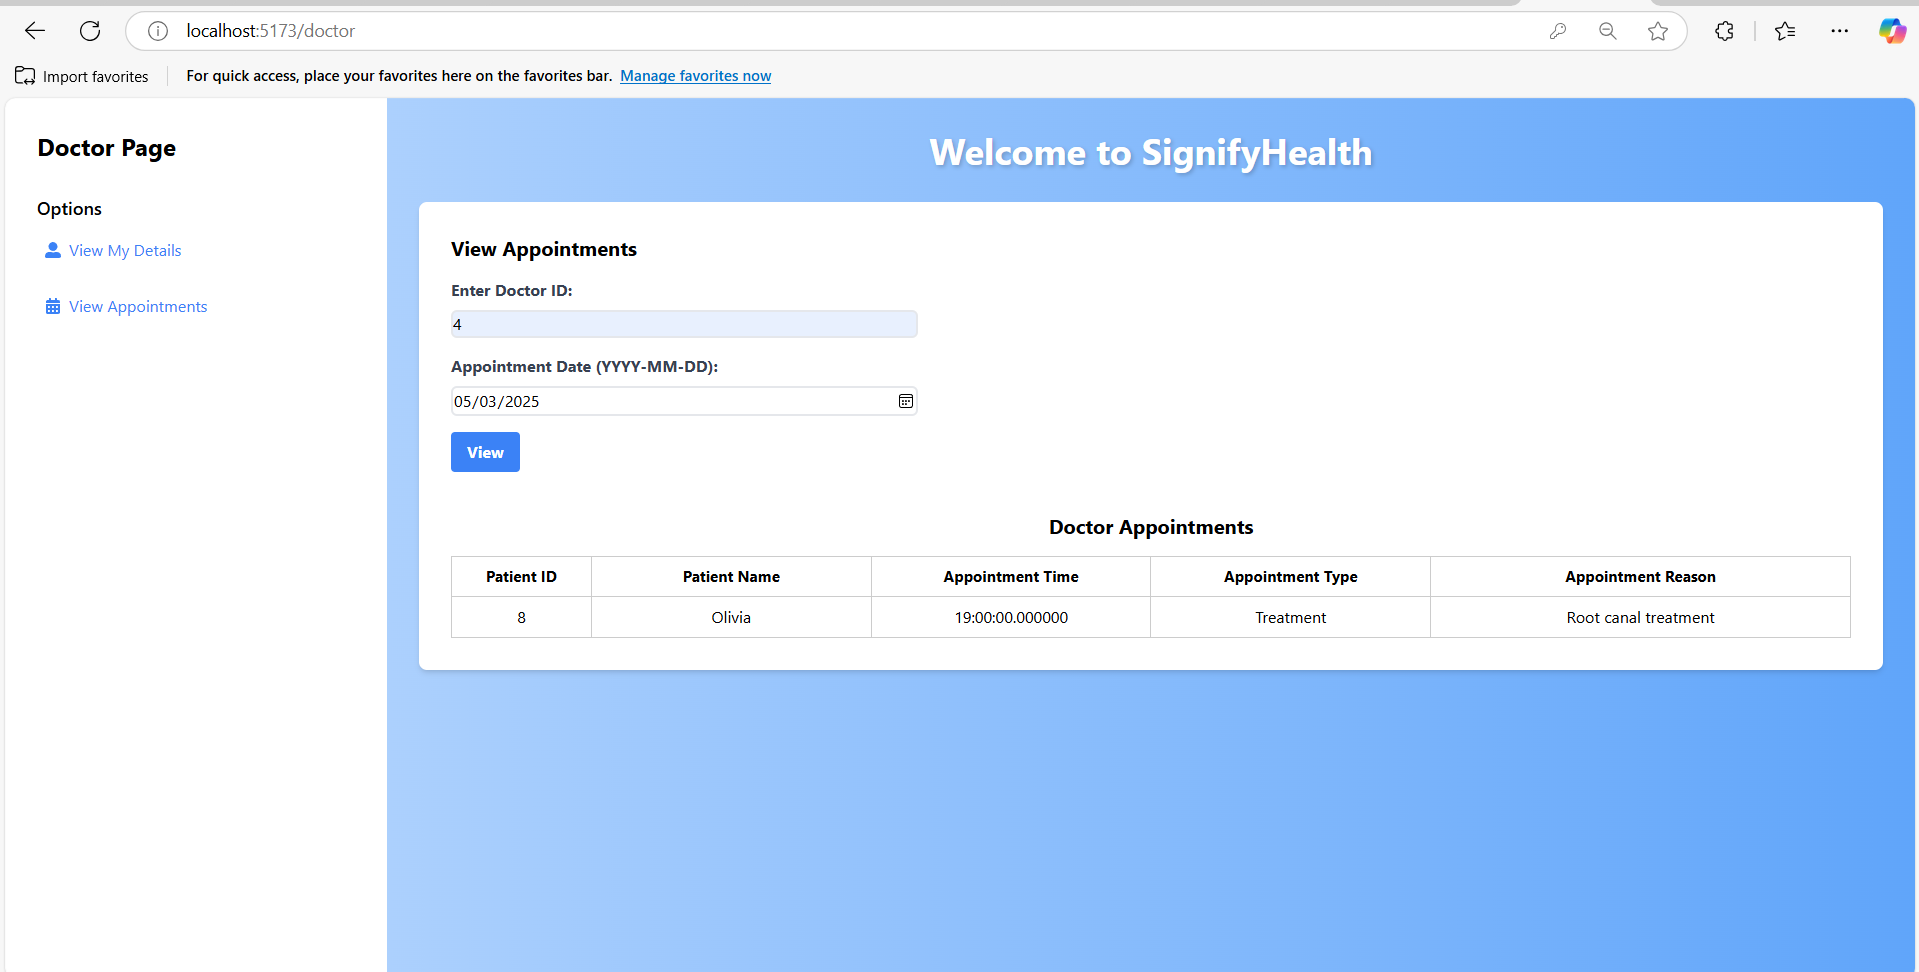 localhost:5173/doctor
Import favorites
For quick access, place your favorites here on the favorites bar. Manage favorites now
Doctor Page
Options
View My Details
View Appointments
Welcome to SignifyHealth
View Appointments
Enter Doctor ID:
4
Appointment Date (YYYY-MM-DD):
05/03/2025
View
Doctor Appointments
Patient ID Patient Name Appointment Time Appointment Type Appointment Reason
8 Olivia 19:00:00.000000 Treatment Root canal treatment